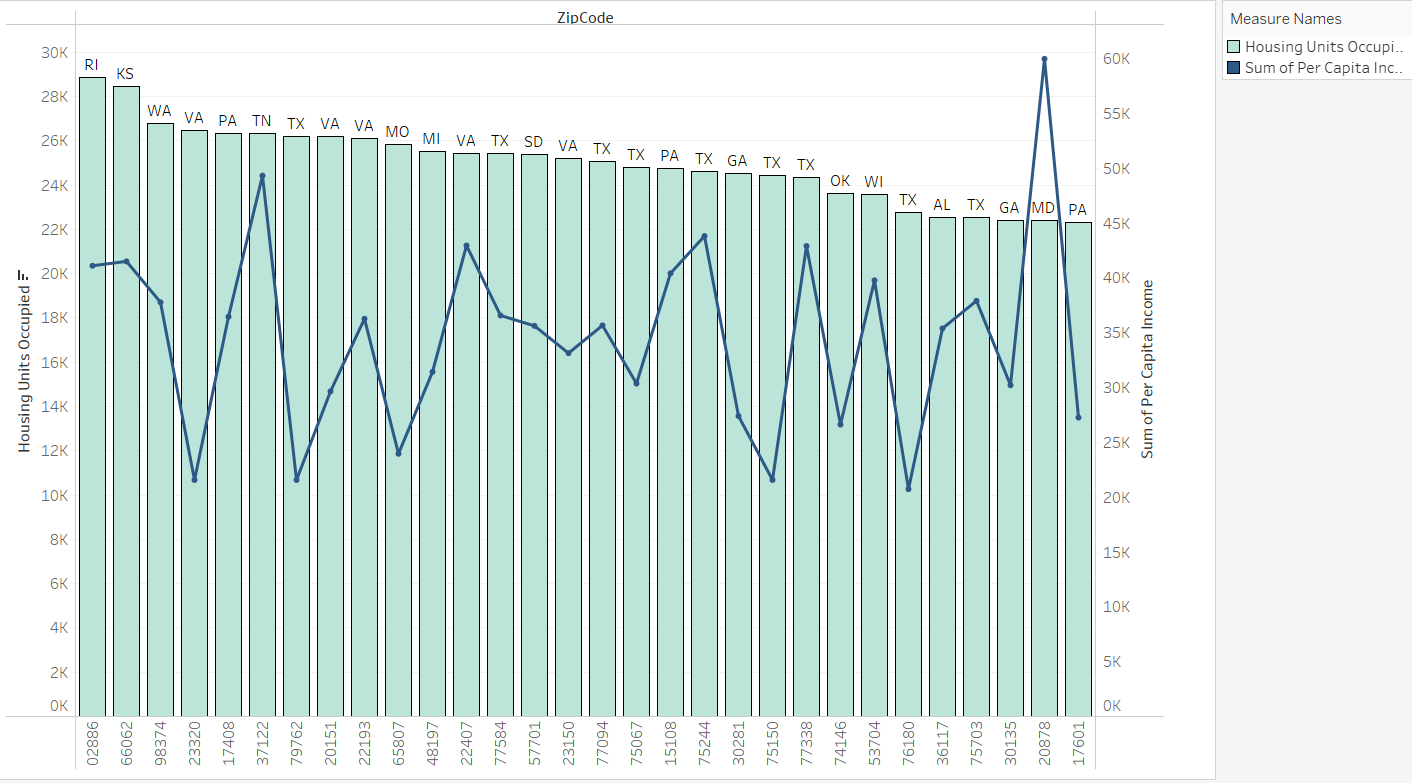 ZipCode
Measure Names
Housing Units Occupi..
Sum of Per Capita Inc..
30K
28K
26K
24K
22K
20K
18K
16K
14K
12K
10K
8K
6K
4K
2K
0K
Housing Units Occupied
RI
KS
WA
VA
PA
TN
TX
VA
VA
MO
MI
VA
TX
SD
VA
TX
TX
PA
TX
GA
TX
TX
OK
WI
TX
AL
TX
GA
MD
PA
60K
55K
50K
45K
40K
35K
30K
25K
20K
15K
10K
5K
0K
Sum of Per Capita Income
02886
66062
98374
23320
17408
37122
79762
20151
22193
65807
48197
22407
77584
57701
23150
77094
75067
15108
75244
30281
75150
77338
74146
53704
76180
36117
75703
30135
20878
17601